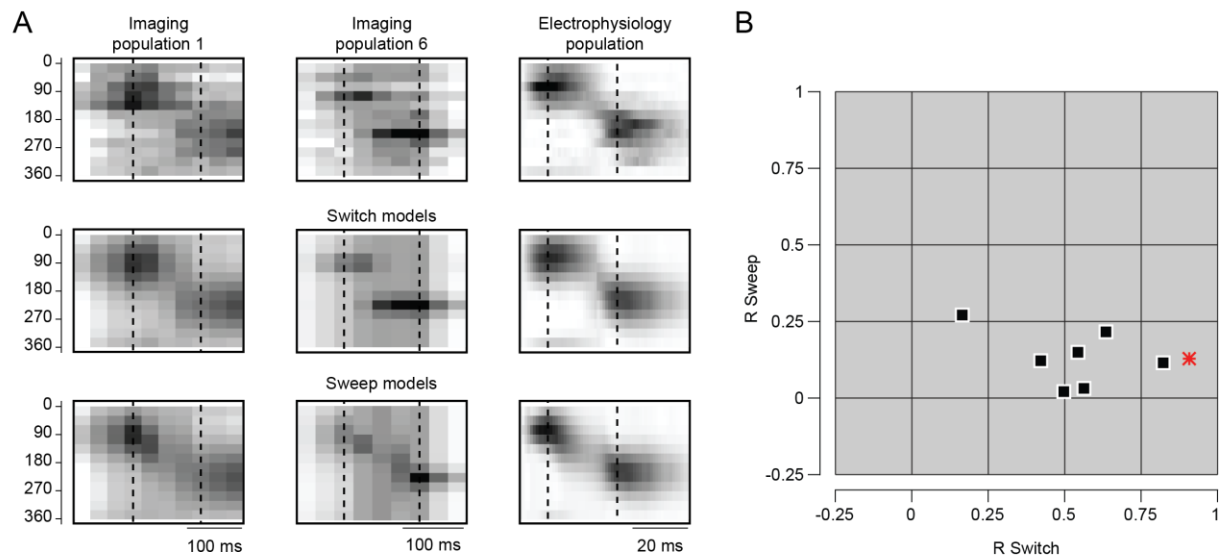 A
Imaging
population 1
Imaging
population 6
Electrophysiology
population
0
90
180
270
360
Switch models
0
90
180
270
360
Sweep models
0
90
180
270
360
100 ms
100 ms
20 ms
B
R Sweep
1
0.75
0.5
0.25
0
-0.25
-0.25
0
0.25
0.5
0.75
1
R Switch